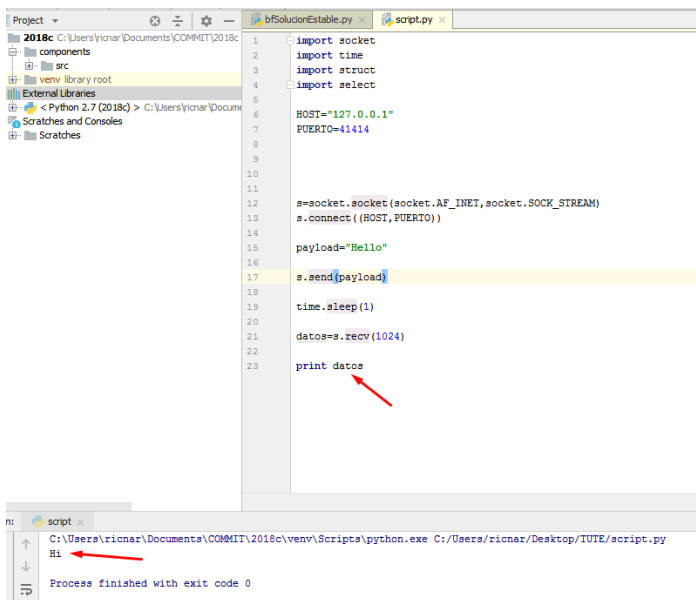 Project
bfSolucionEstable.py
script.py
2018c C:\Users\ricnar\Documents\COMMIT\2018c
components
src
venv library root
External Libraries
< Python 2.7 (2018c) > C:\Users\ricnar\Docume
Scratches and Consoles
Scratches
1 import socket
2 import time
3 import struct
4 import select
5
6 HOST="127.0.0.1"
7 PUERTO=41414
8
9
10
11
12 s=socket.socket(socket.AF_INET,socket.SOCK_STREAM)
13 s.connect((HOST,PUERTO))
14
15 payload="Hello"
16
17 s.send(payload)
18
19 time.sleep(1)
20
21 datos=s.recv(1024)
22
23 print datos
n: script
C:\Users\ricnar\Documents\COMMIT\2018c\venv\Scripts\python.exe C:/Users/ricnar/Desktop/TUTE/script.py
Hi
Process finished with exit code 0